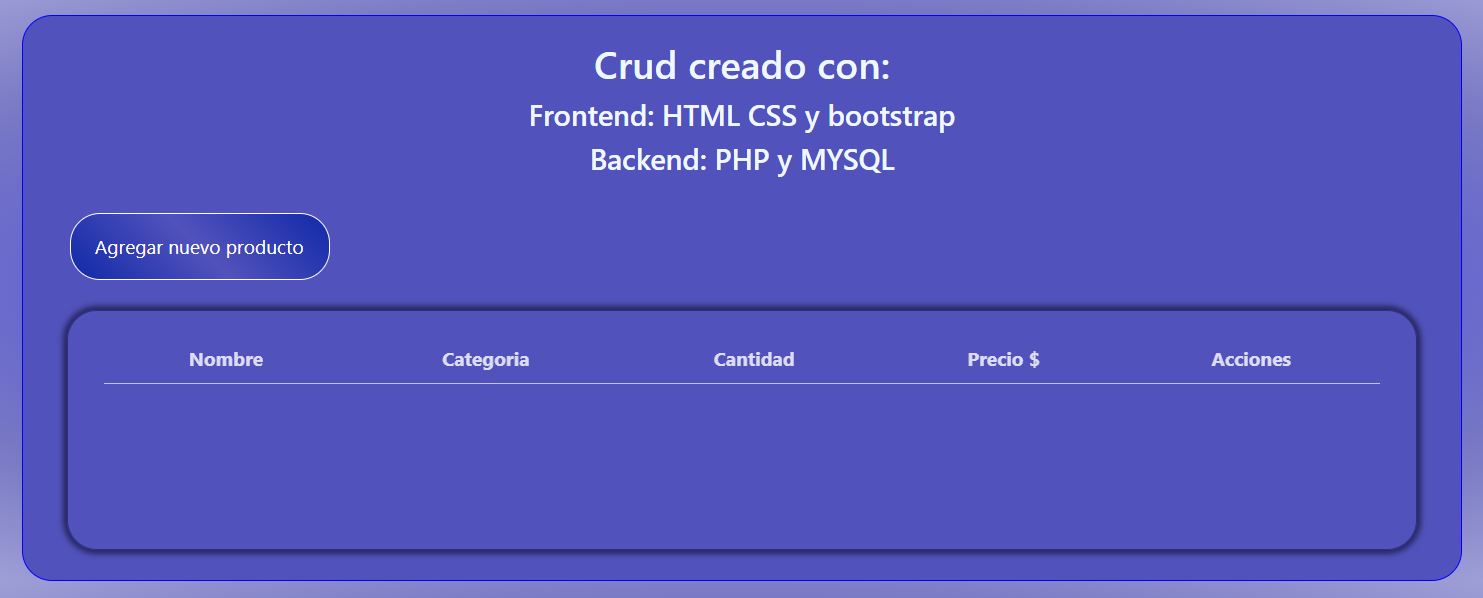 Crud creado con:
Frontend: HTML CSS y bootstrap
Backend: PHP y MYSQL
Agregar nuevo producto
Nombre Categoria Cantidad Precio $ Acciones